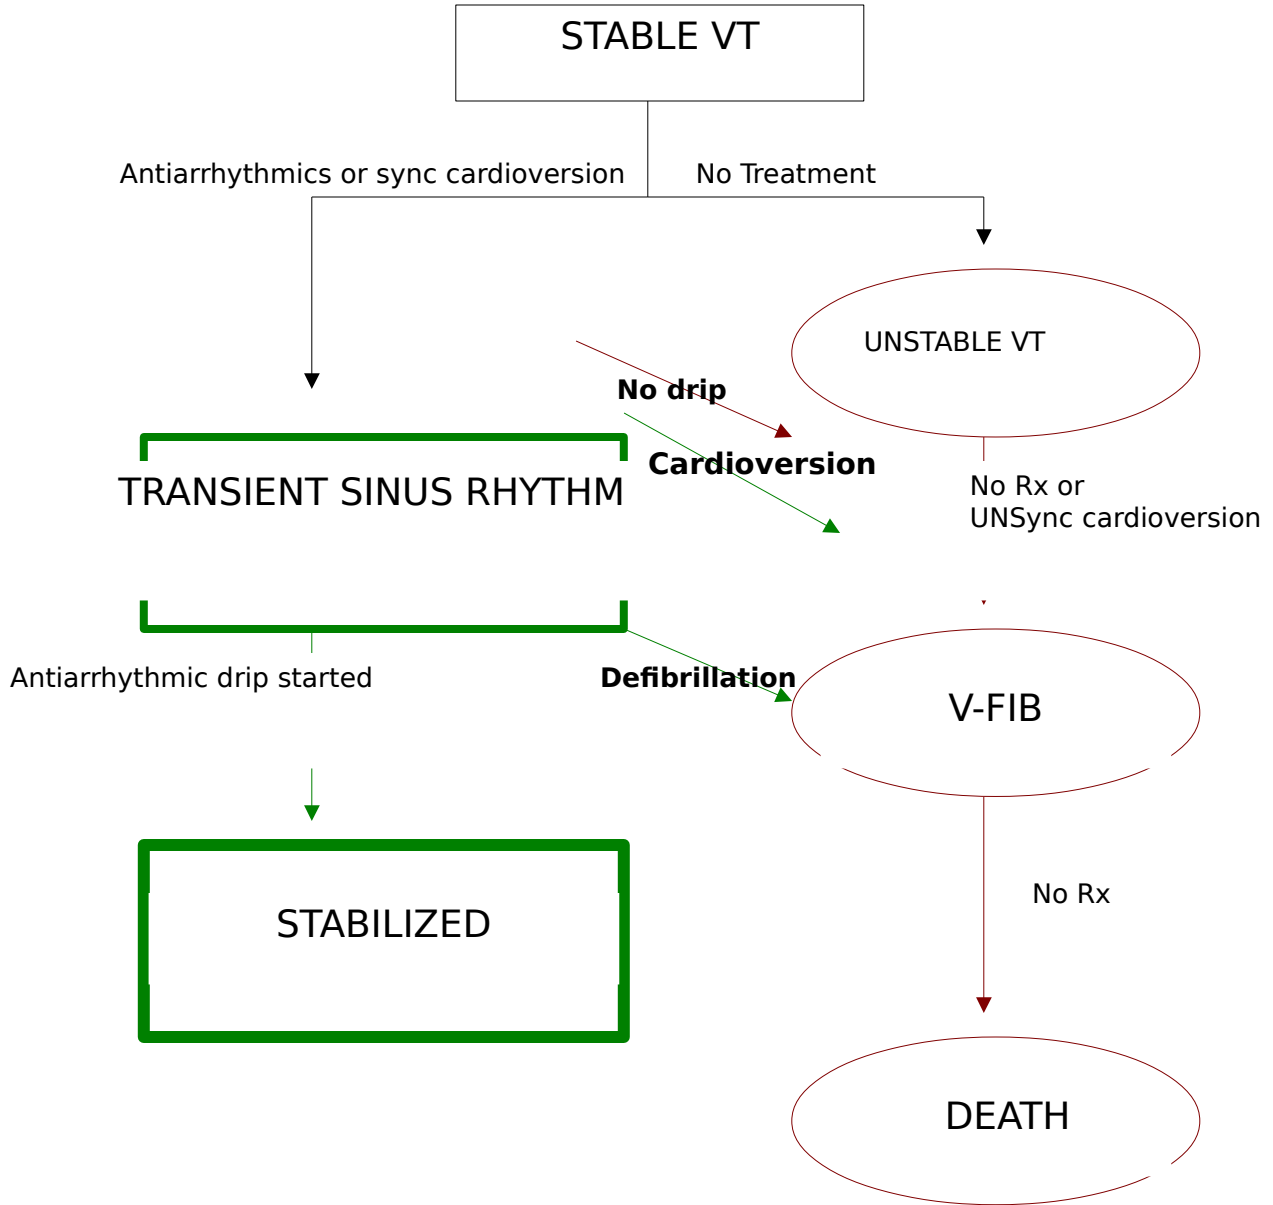 STABLE VT
Antiarrhythmics or sync cardioversion
No Treatment
UNSTABLE VT
No drip
Cardioversion
TRANSIENT SINUS RHYTHM
No Rx or
UNSync cardioversion
Antiarrhythmic drip started
Defibrillation
V-FIB
No Rx
STABILIZED
DEATH